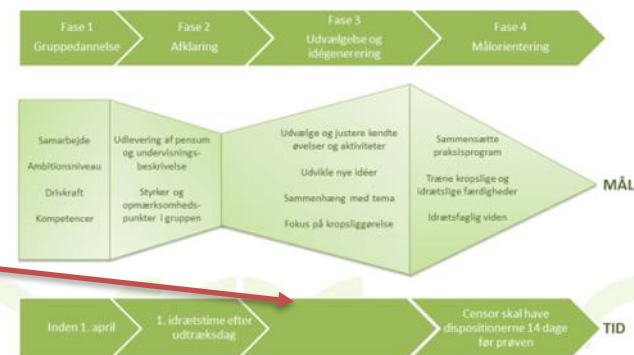 Fase 1
Gruppedannelse
Fase 2
Afklaring
Fase 3
Udvælgelse og
idégenerering
Fase 4
Målorientering
Samarbejde
Ambitionsniveau
Drivkraft
Kompetencer
Udlevering af pensum
og undervisnings-
beskrivelse
Styrker og
opmærksomheds-
punkter i gruppen
Udvælge og justere kendte
øvelser og aktiviteter
Udvikle nye idéer
Sammenhæng med tema
Fokus på kropsliggørelse
Sammensætte
praksisprogram
Træne kropslige og
idrætslige færdigheder
Idrætsfaglig viden
MÅL
Inden 1. april
1. idrætstime efter
udtræksdag
Censor skal have
dispositionerne 14 dage
før prøven
TID